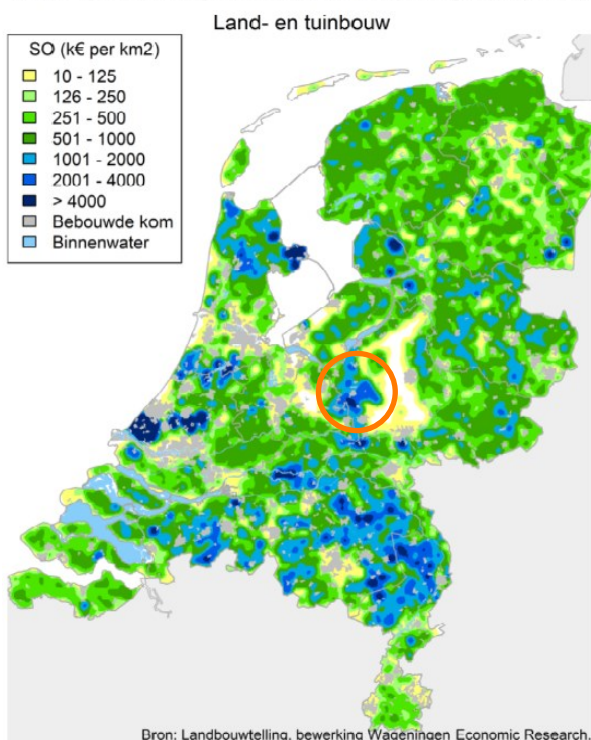 Land- en tuinbouw
SO (k€ per km2)
10 - 125
126 - 250
251 - 500
501 - 1000
1001 - 2000
2001 - 4000
> 4000
Bebouwde kom
Binnenwater
Bron: Landbouwtelling, bewerking Wageningen Economic Research.